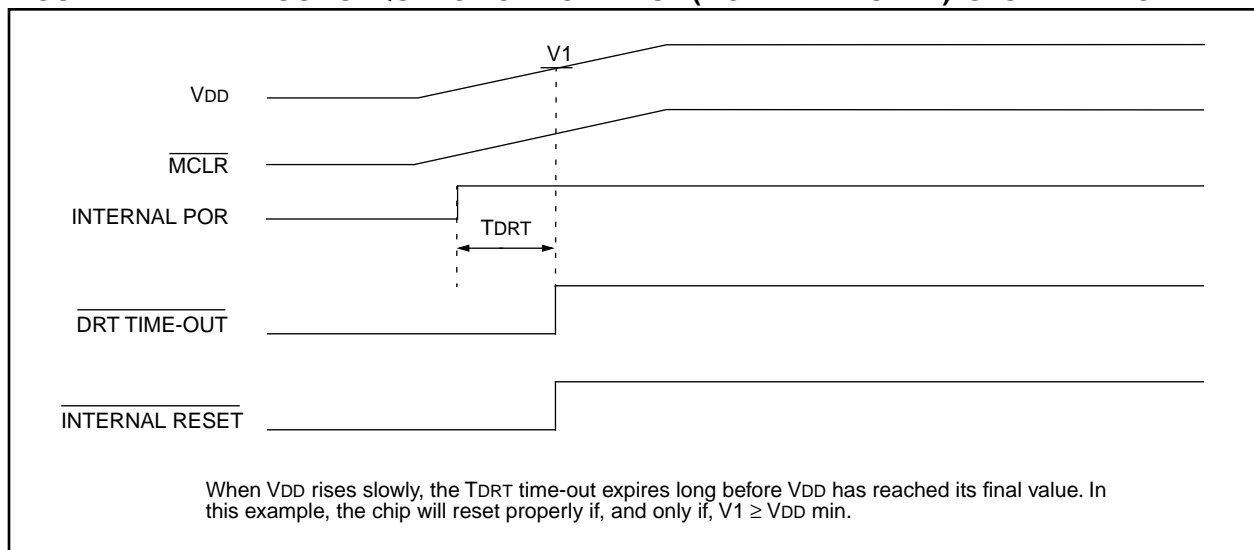 V1
VDD
MCLR
INTERNAL POR
TDRT
DRT TIME-OUT
INTERNAL RESET
When VDD rises slowly, the TDRT time-out expires long before VDD has reached its final value. In
this example, the chip will reset properly if, and only if, V1 ≥ VDD min.